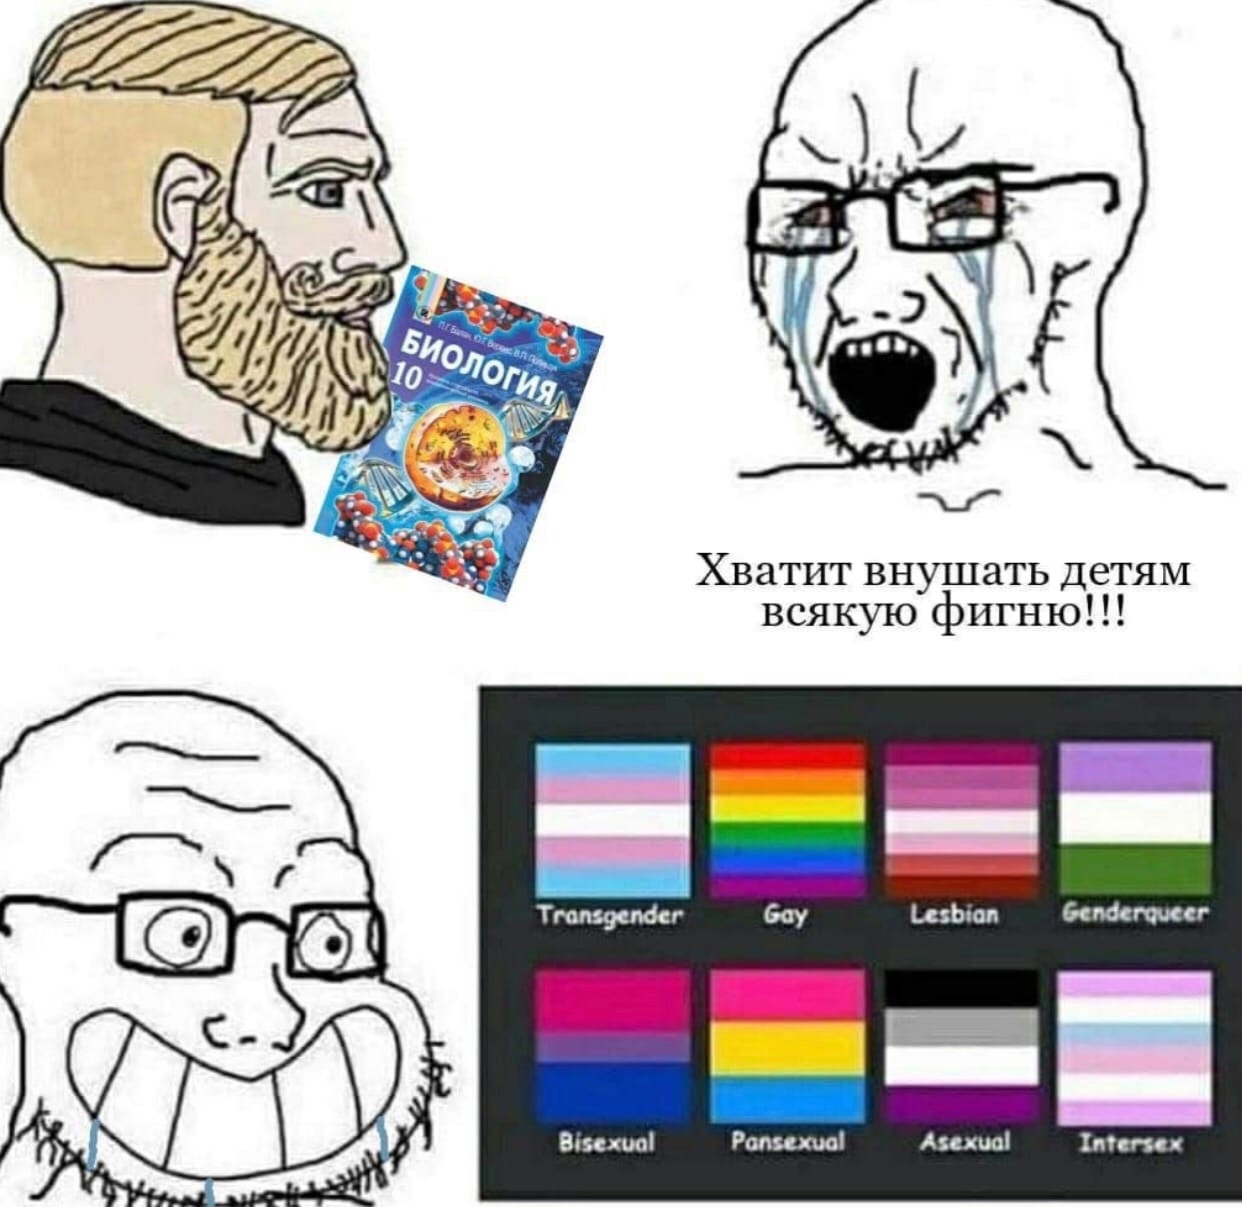 БИОЛОГИЯ
10
Хватит внушать детям
всякую фигню!!!
Transgender Gay Lesbian Genderqueer
Bisexual Pansexual Asexual Intersex